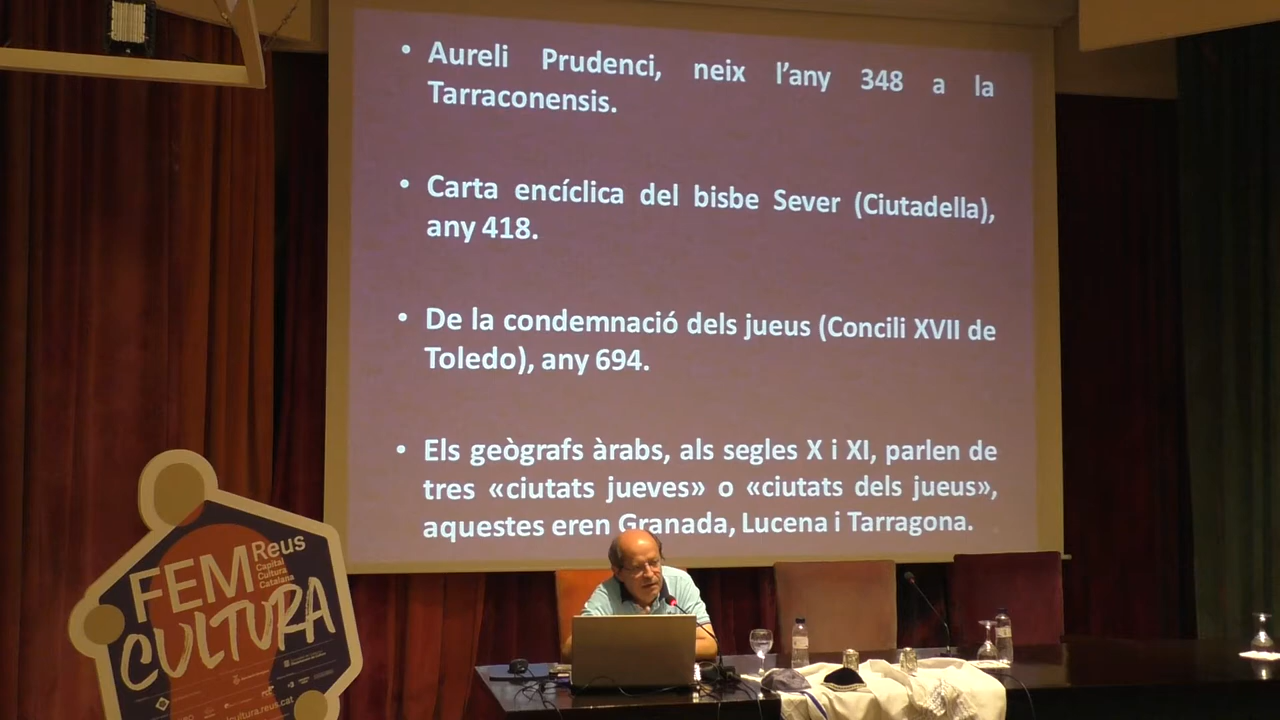 • Aureli Prudenci, neix l'any 348 a la
Tarraconensis.
• Carta encíclica del bisbe Sever (Ciutadella),
any 418.
• De la condemnació dels jueus (Concili XVII de
Toledo), any 694.
• Els geògrafs àrabs, als segles X i XI, parlen de
tres «ciutats jueves» o «ciutats dels jueus»,
aquestes eren Granada, Lucena i Tarragona.
FEM
CULTURA
Reus
Capital
Cultura
Catalana
cultura.reus.cat